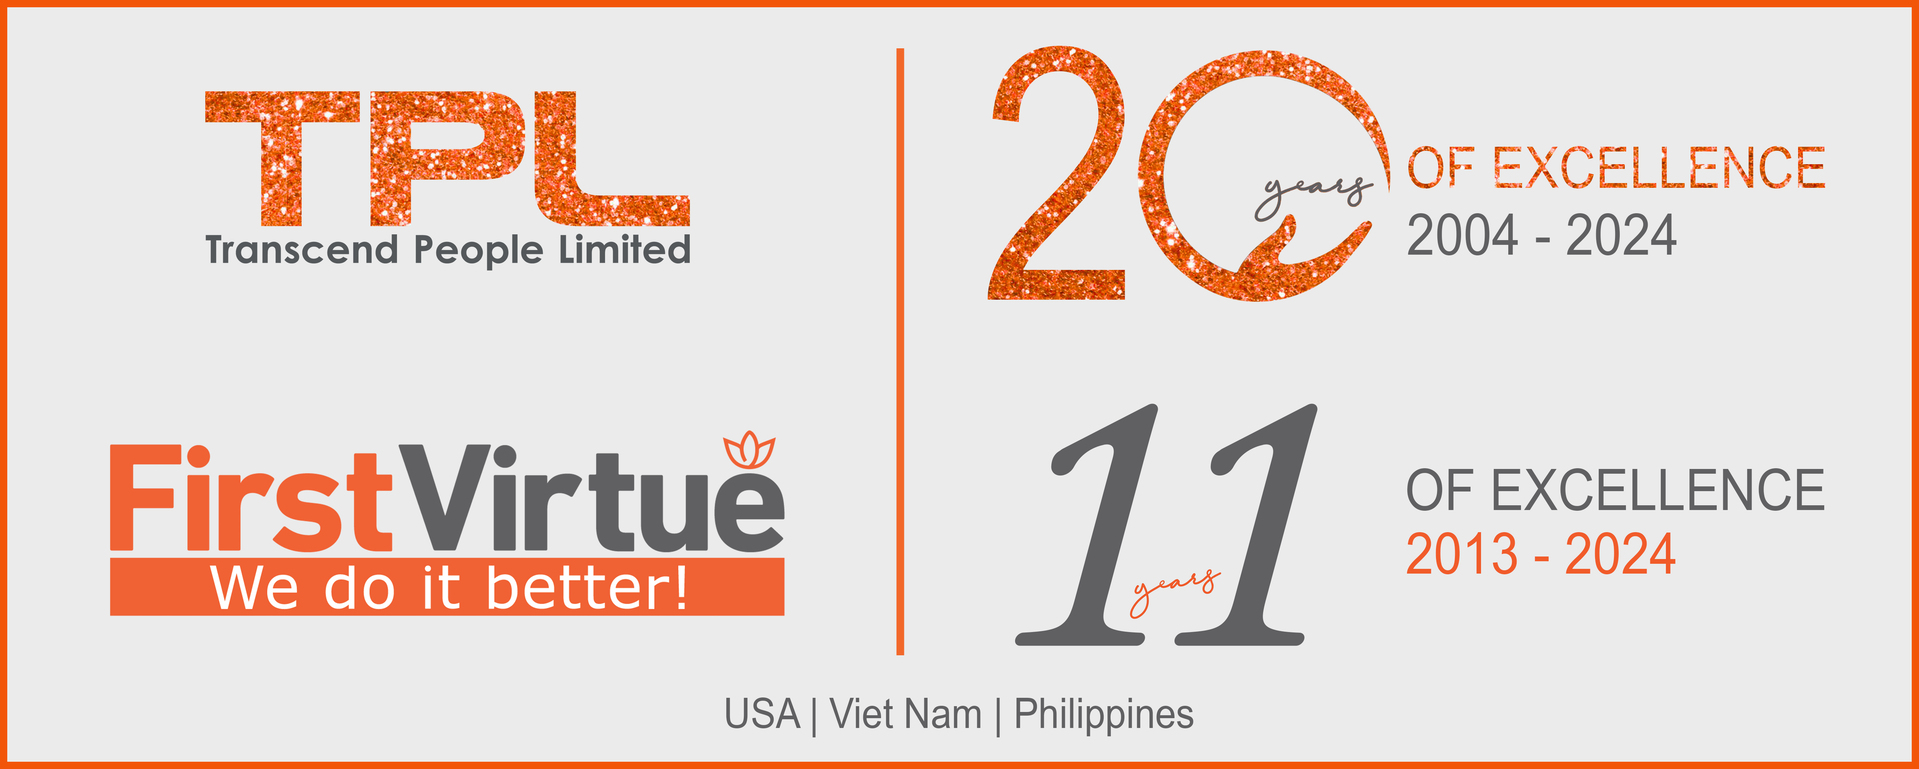 TPL
Transcend People Limited
20 years
OF EXCELLENCE
2004 - 2024
FirstVirtue
We do it better!
11 years
OF EXCELLENCE
2013 - 2024
USA | Viet Nam | Philippines